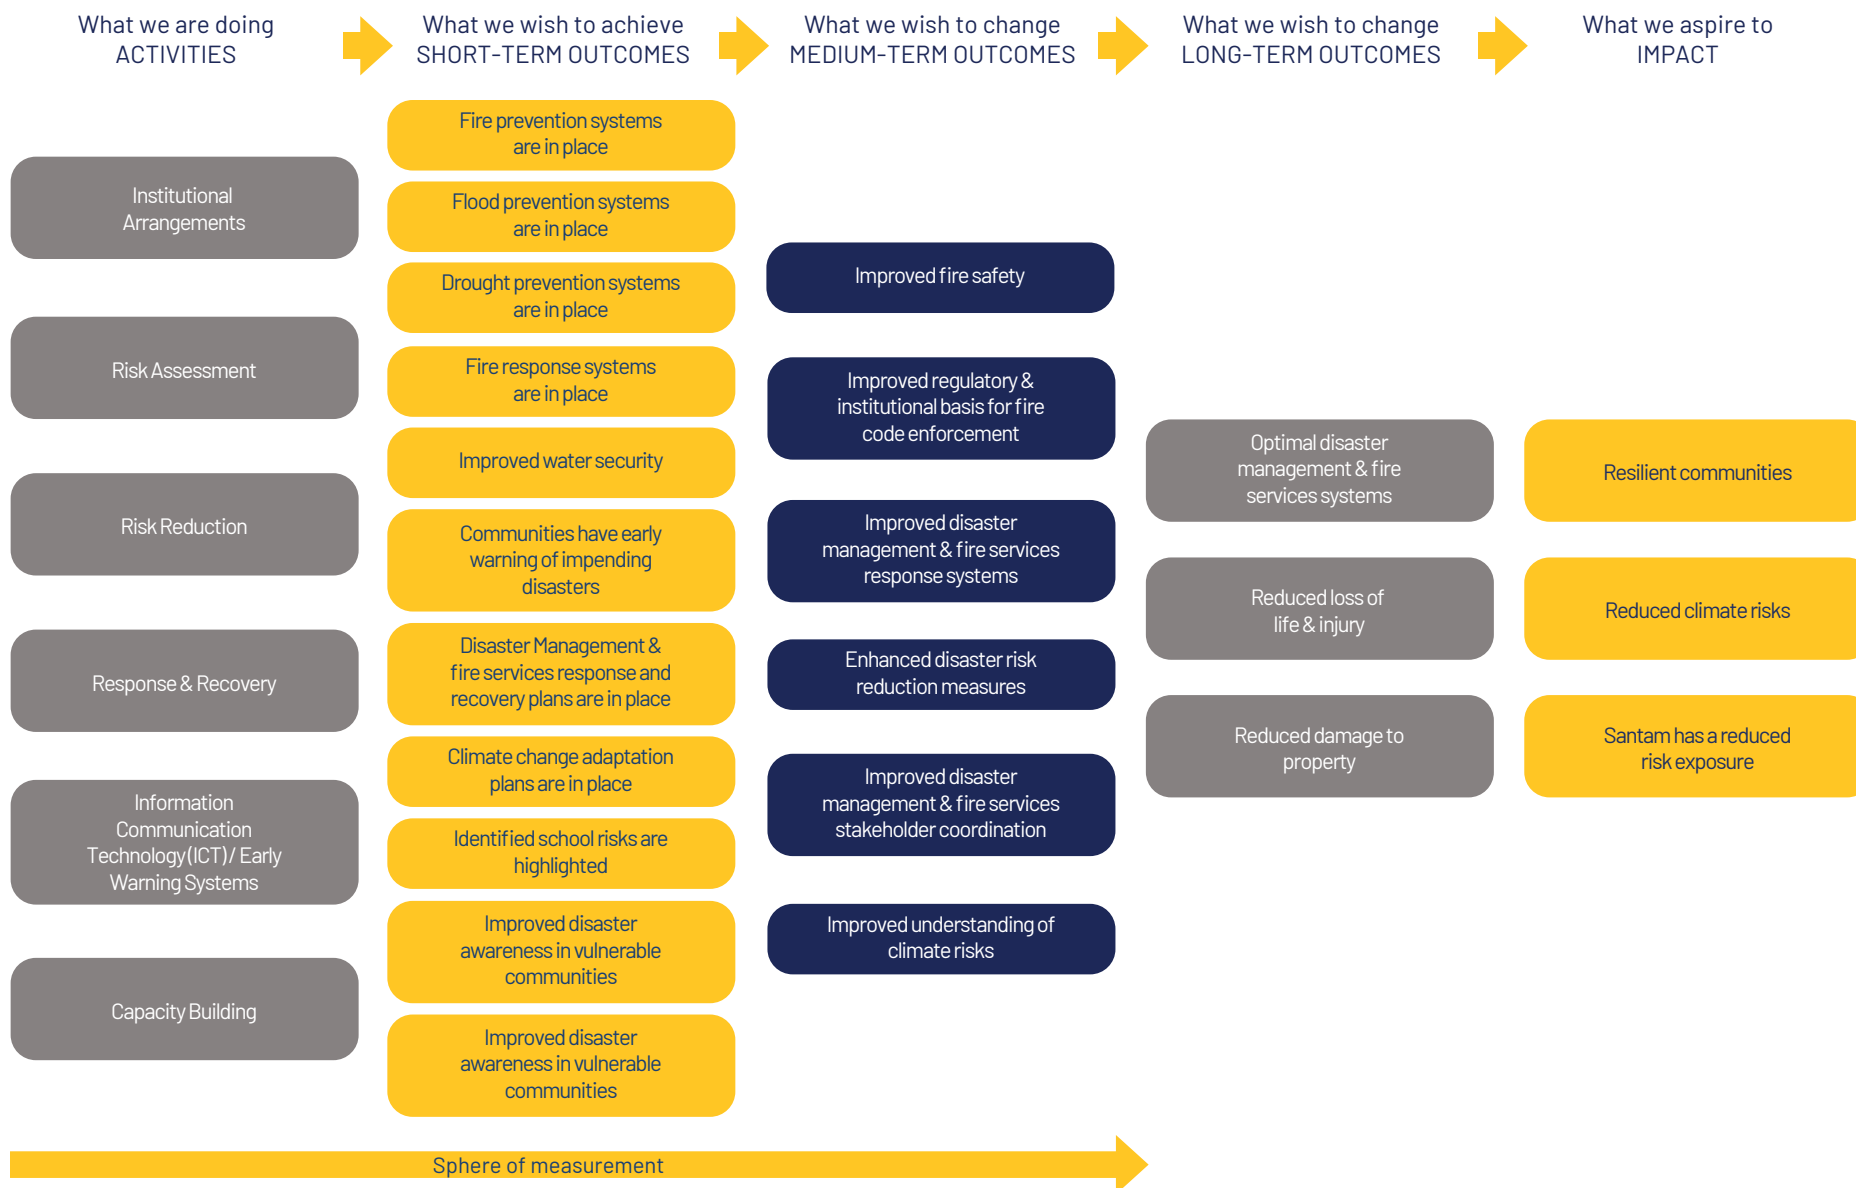 What we are doing
ACTIVITIES
What we wish to achieve
SHORT-TERM OUTCOMES
What we wish to change
MEDIUM-TERM OUTCOMES
What we wish to change
LONG-TERM OUTCOMES
What we aspire to
IMPACT
Institutional
Arrangements
Risk Assessment
Risk Reduction
Response & Recovery
Information
Communication
Technology (ICT) / Early
Warning Systems
Capacity Building
Fire prevention systems
are in place
Flood prevention systems
are in place
Drought prevention systems
are in place
Fire response systems
are in place
Improved water security
Communities have early
warning of impending
disasters
Disaster Management &
fire services response and
recovery plans are in place
Climate change adaptation
plans are in place
Identified school risks are
highlighted
Improved disaster
awareness in vulnerable
communities
Improved disaster
awareness in vulnerable
communities
Improved fire safety
Improved regulatory &
institutional basis for fire
code enforcement
Improved disaster
management & fire services
response systems
Enhanced disaster risk
reduction measures
Improved disaster
management & fire services
stakeholder coordination
Improved understanding of
climate risks
Optimal disaster
management & fire
services systems
Reduced loss of
life & injury
Reduced damage to
property
Resilient communities
Reduced climate risks
Santam has a reduced
risk exposure
Sphere of measurement